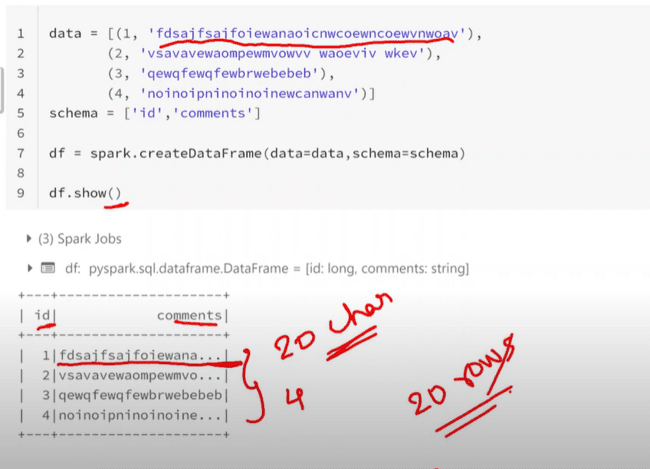 1 data = [(1, 'fdsajfsajfoiewanaoicnwcoewncoewvnwoav'),
2 (2, 'vsavavewaompewmvowvv waoeviv wkev'),
3 (3, 'qewqfewqfewbrwebebeb'),
4 (4, 'noinoipninoinoinewcanwanv')]
5 schema = ['id','comments']
6
7 df = spark.createDataFrame(data=data,schema=schema)
8
9 df.show()
(3) Spark Jobs
df: pyspark.sql.dataframe.DataFrame = [id: long, comments: string]
+---+--------------------+
| id| comments|
+---+--------------------+
| 1|fdsajfsajfoiewana...|
| 2|vsavavewaompewmvo...|
| 3|qewqfewqfewbrwebebeb|
| 4|noinoipninoinoine...|
+---+--------------------+
20 char
4
20 rows